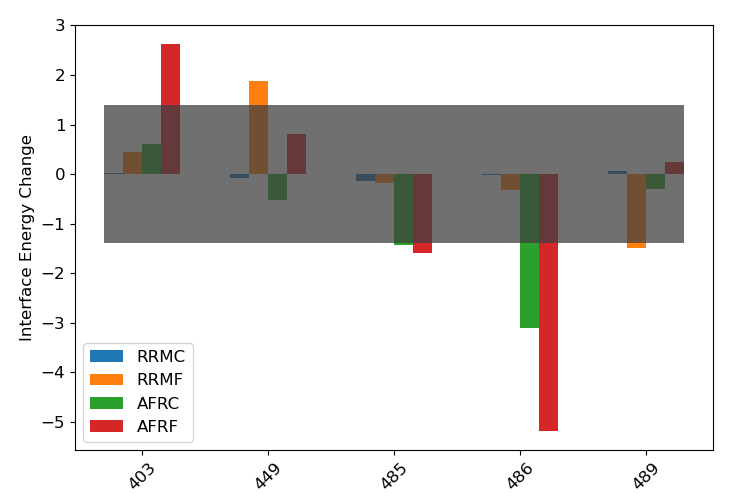 Interface Energy Change
3
2
1
0
−1
−2
−3
−4
−5
RRMC
RRMF
AFRC
AFRF
403
449
485
486
489